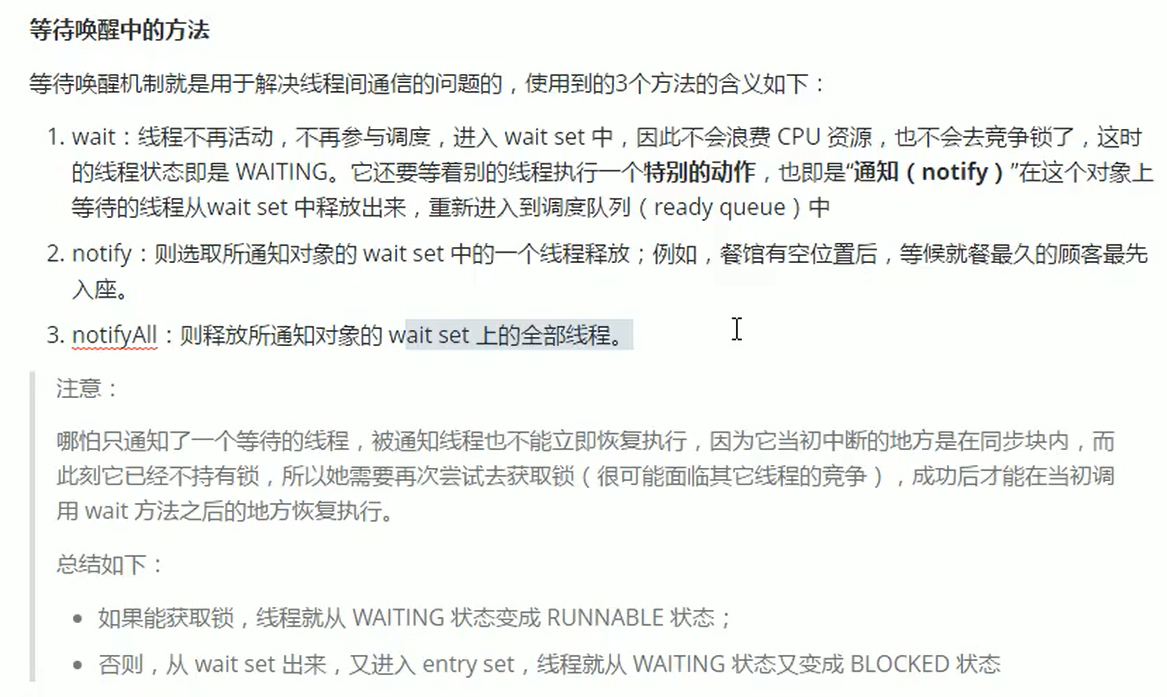 等待唤醒中的方法
等待唤醒机制就是用于解决线程间通信的问题的，使用到的3个方法的含义如下：
1. wait：线程不再活动，不再参与调度，进入 wait set 中，因此不会浪费 CPU 资源，也不会去竞争锁了，这时
的线程状态即是 WAITING。它还要等着别的线程执行一个特别的动作，也即是“通知（notify）”在这个对象上
等待的线程从wait set 中释放出来，重新进入到调度队列（ready queue）中
2. notify：则选取所通知对象的 wait set 中的一个线程释放；例如，餐馆有空位置后，等候就餐最久的顾客最先
入座。
3. notifyAll：则释放所通知对象的 wait set 上的全部线程。
注意：
哪怕只通知了一个等待的线程，被通知线程也不能立即恢复执行，因为它当初中断的地方是在同步块内，而
此刻它已经不持有锁，所以她需要再次尝试去获取锁（很可能面临其它线程的竞争），成功后才能在当初调
用 wait 方法之后的地方恢复执行。
总结如下：
• 如果能获取锁，线程就从 WAITING 状态变成 RUNNABLE 状态；
• 否则，从 wait set 出来，又进入 entry set，线程就从 WAITING 状态又变成 BLOCKED 状态